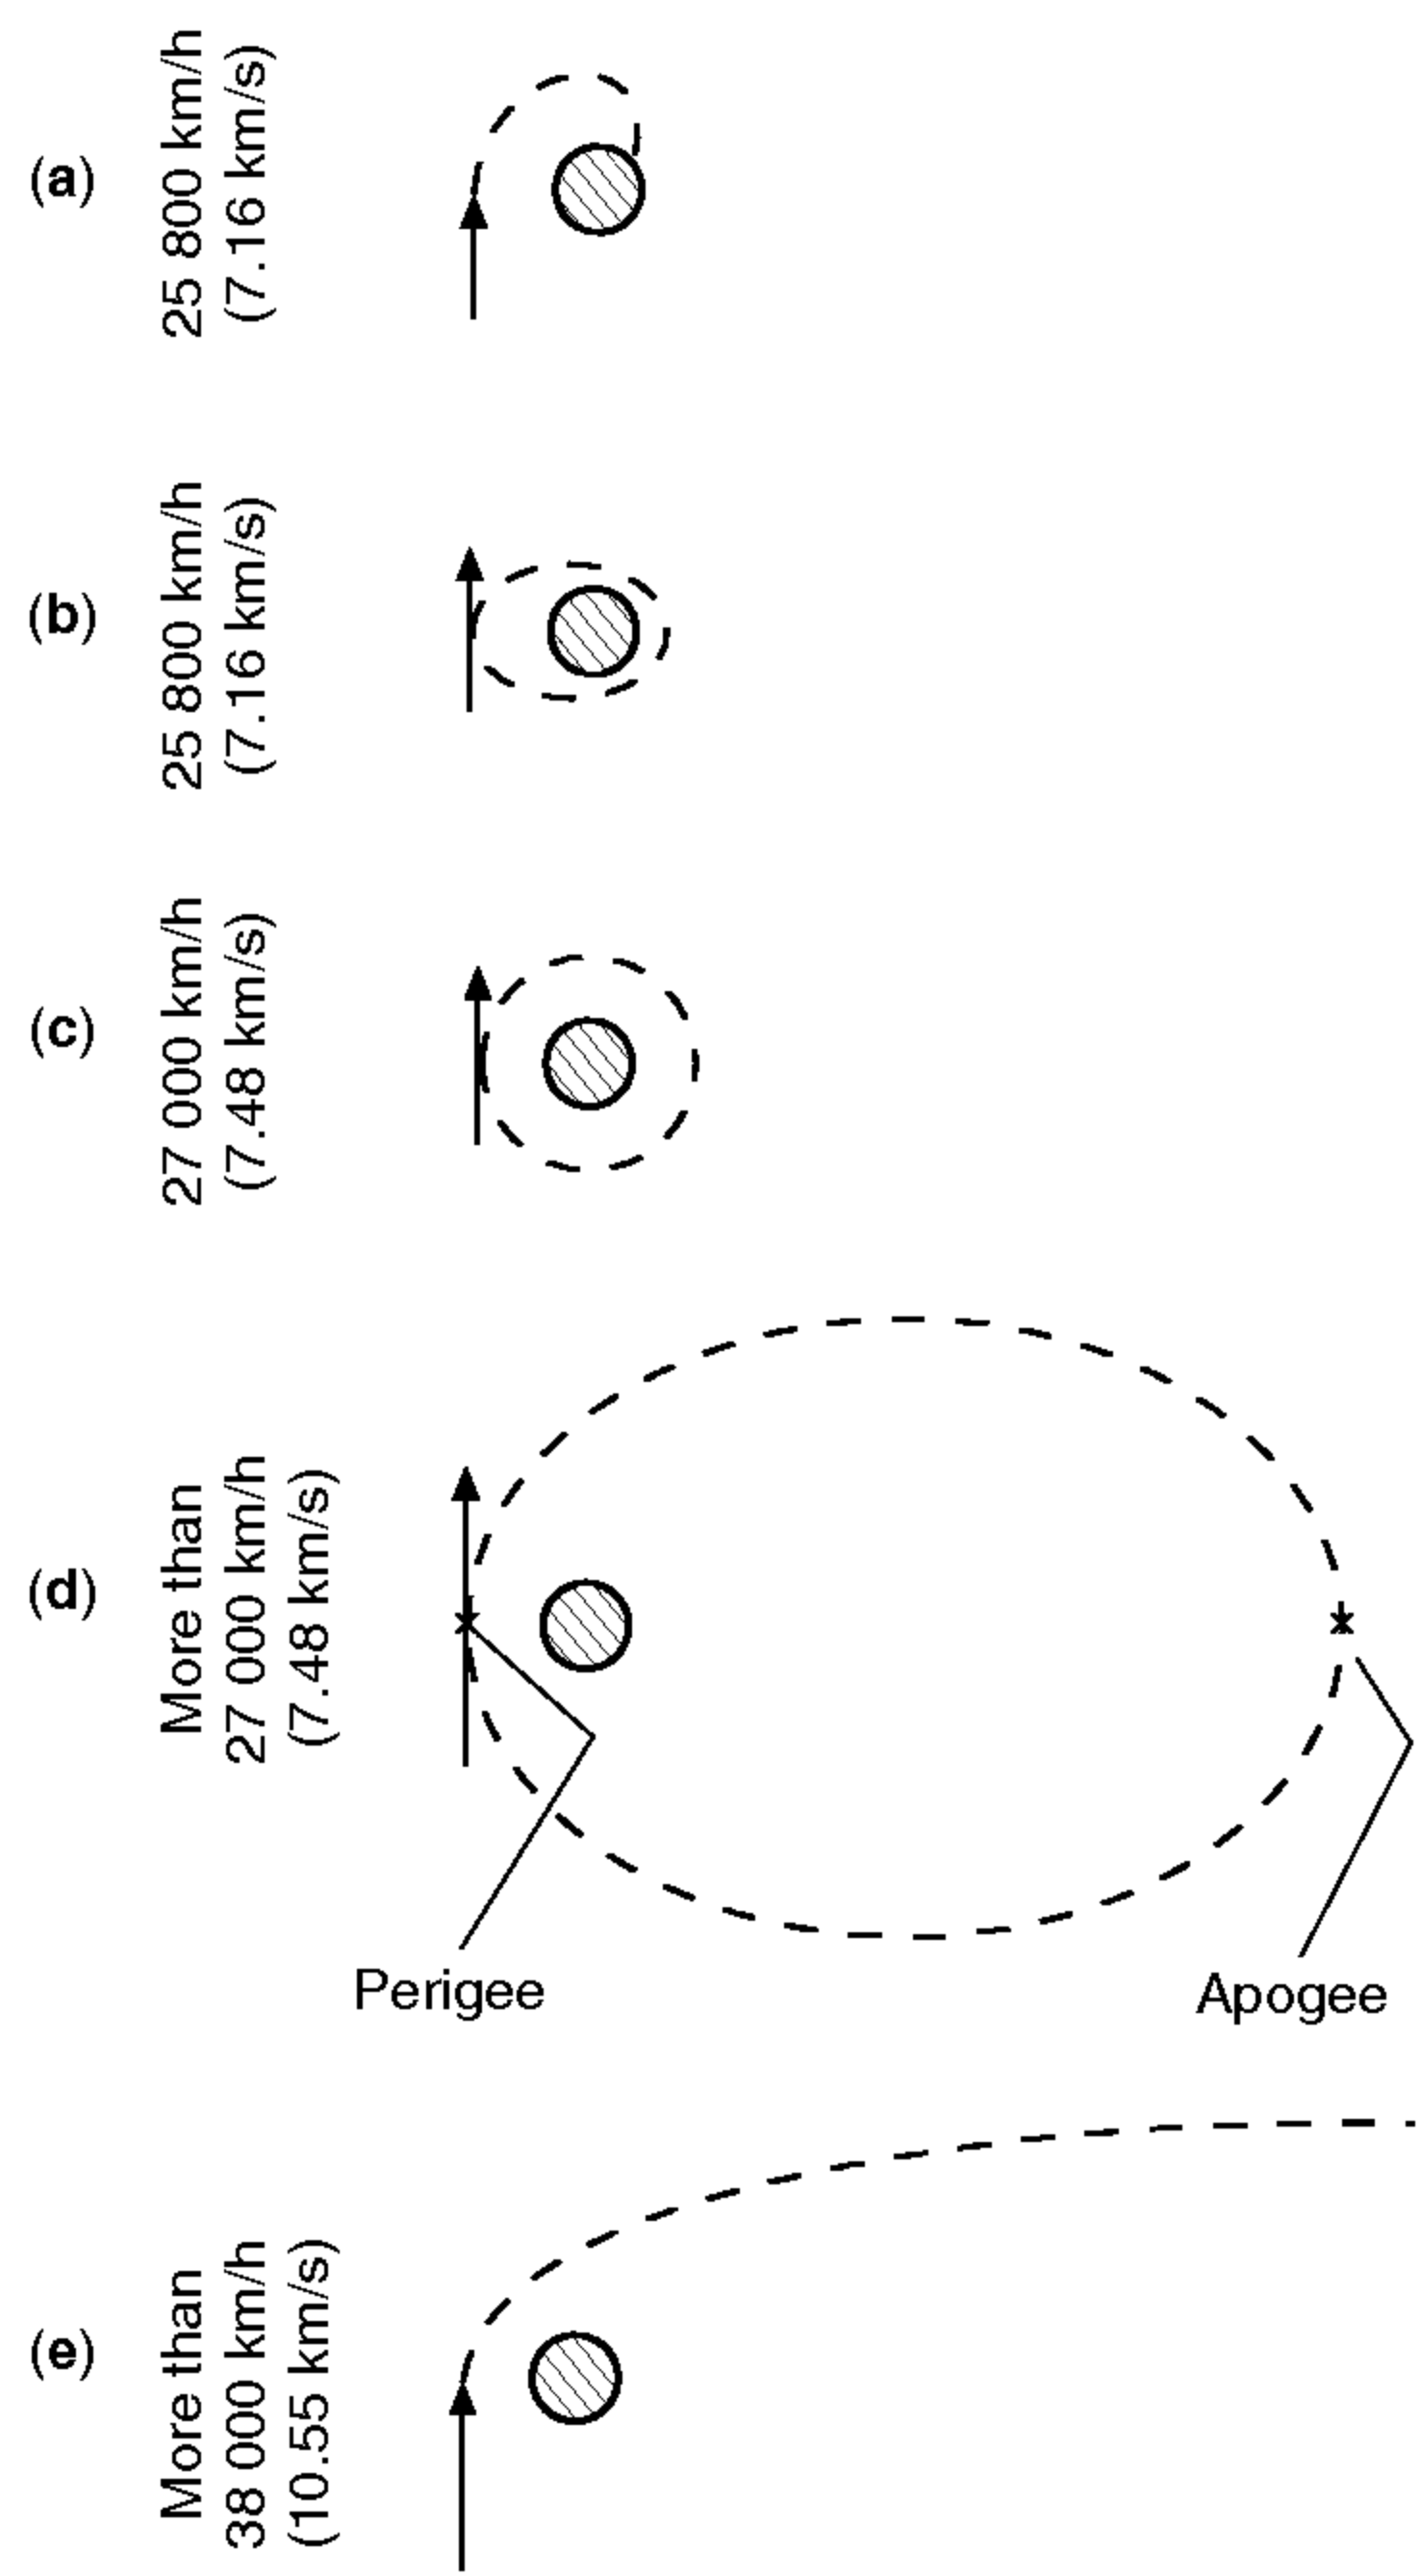 (a)
25 800 km/h
(7.16 km/s)
(b)
25 800 km/h
(7.16 km/s)
(c)
27 000 km/h
(7.48 km/s)
(d)
More than
27 000 km/h
(7.48 km/s)
Perigee
Apogee
(e)
More than
38 000 km/h
(10.55 km/s)